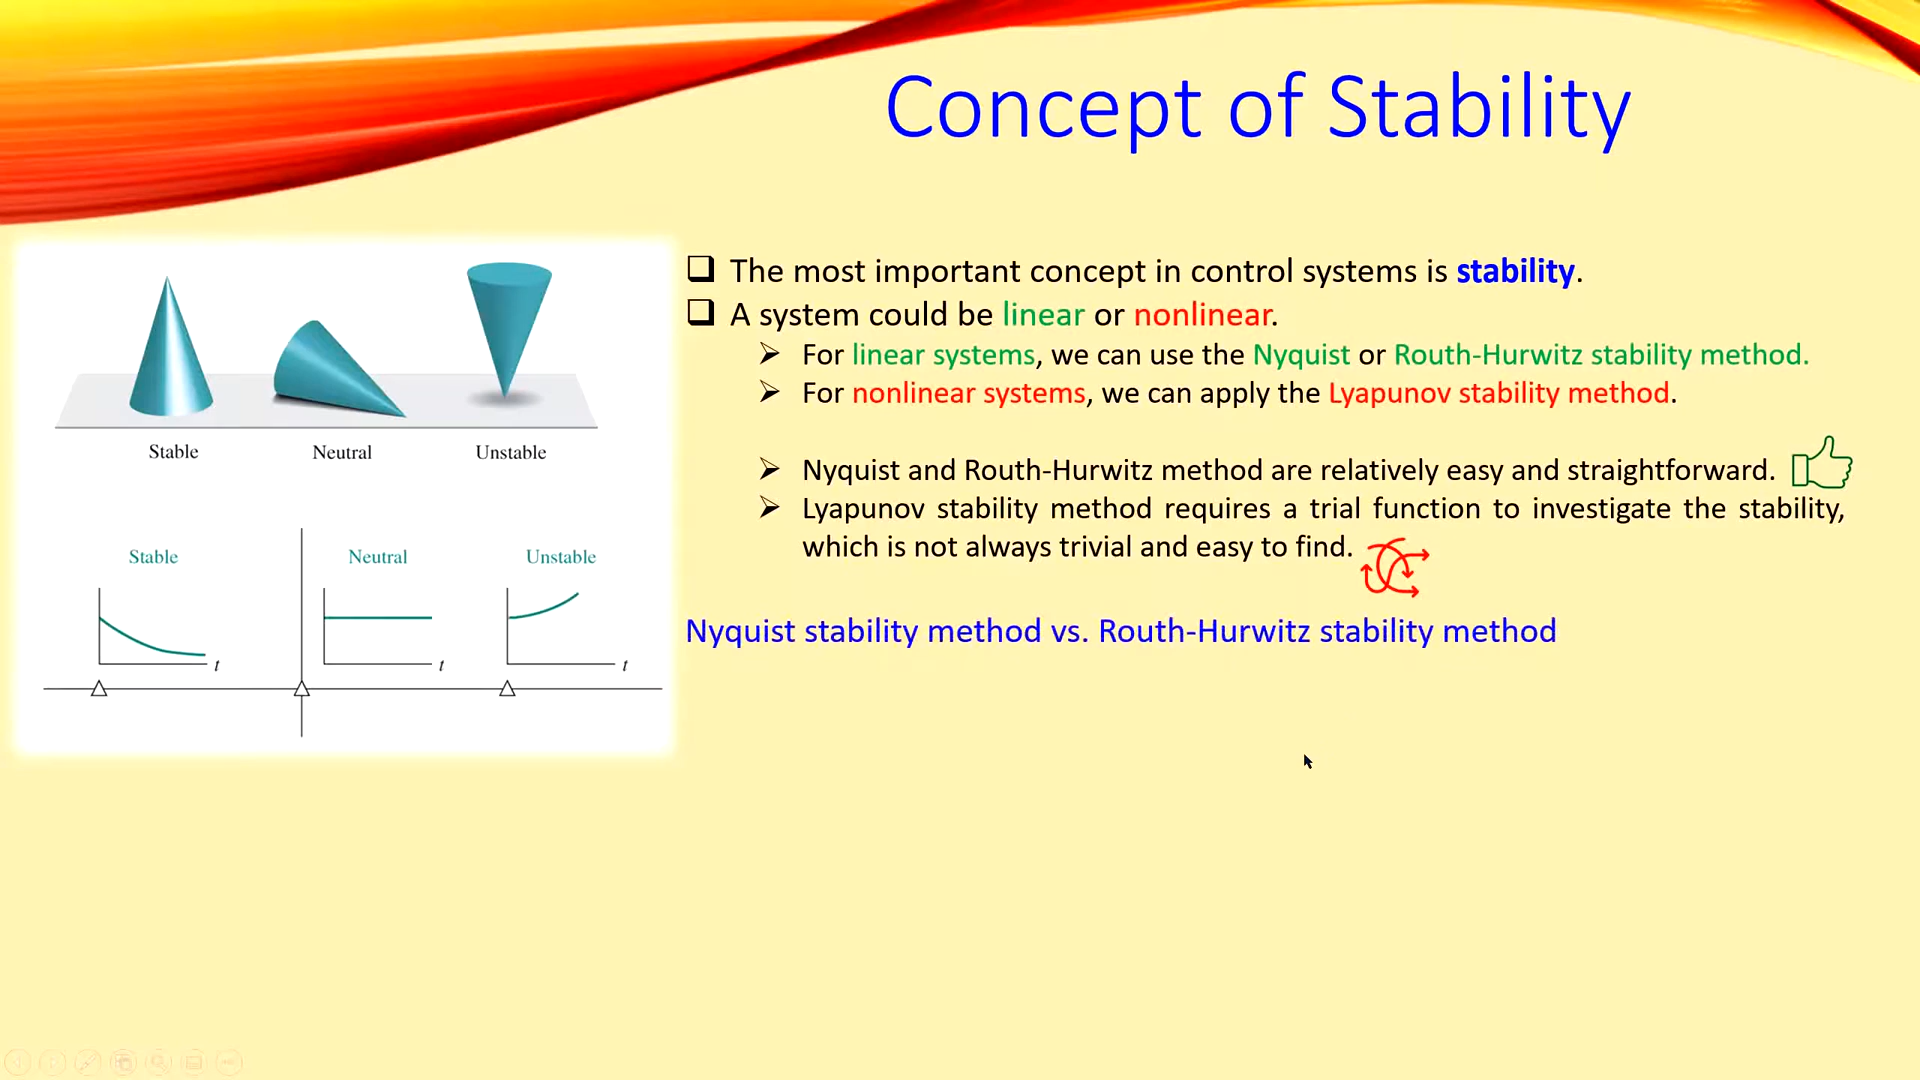 Concept of Stability
Stable Neutral Unstable
Stable Neutral Unstable
t t t
The most important concept in control systems is stability.
A system could be linear or nonlinear.
For linear systems, we can use the Nyquist or Routh-Hurwitz stability method.
For nonlinear systems, we can apply the Lyapunov stability method.
Nyquist and Routh-Hurwitz method are relatively easy and straightforward.
Lyapunov stability method requires a trial function to investigate the stability,
which is not always trivial and easy to find.
Nyquist stability method vs. Routh-Hurwitz stability method